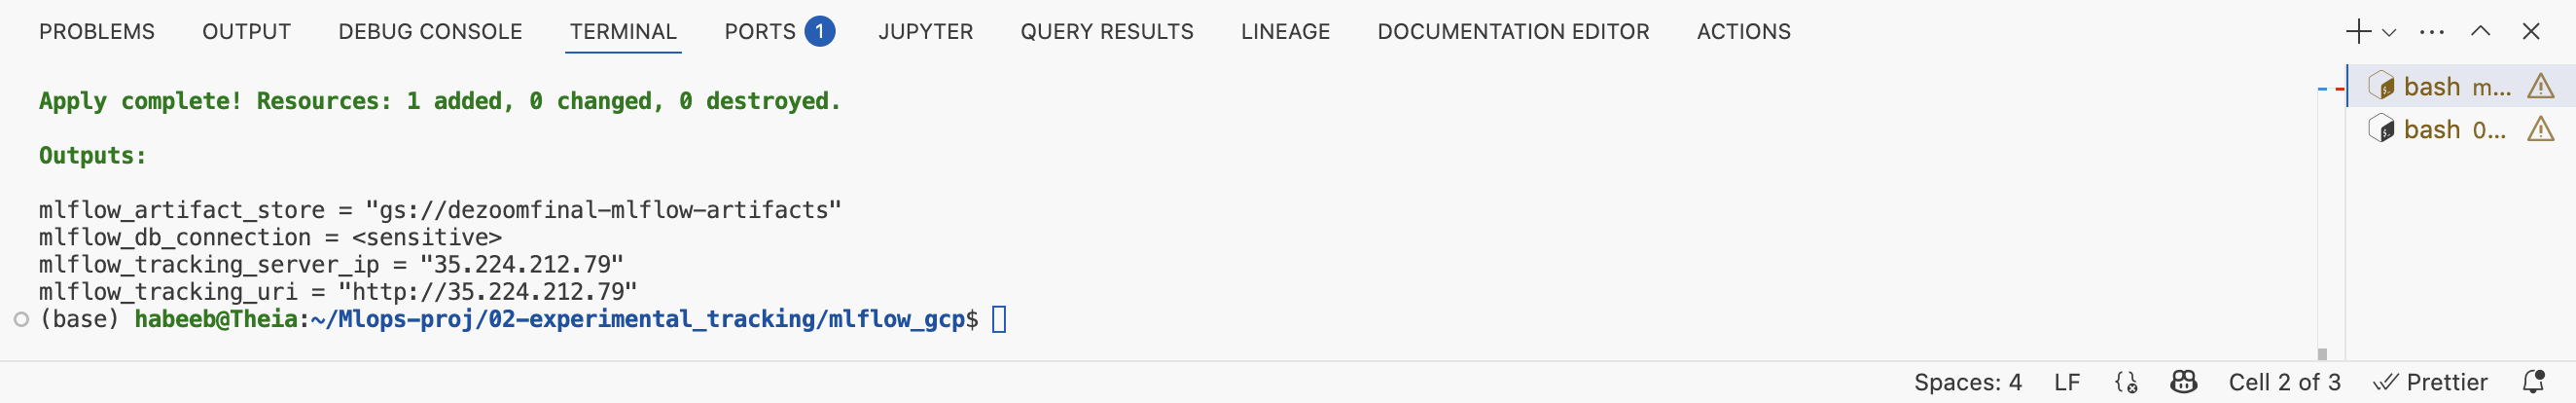 PROBLEMS OUTPUT DEBUG CONSOLE TERMINAL PORTS 1 JUPYTER QUERY RESULTS LINEAGE DOCUMENTATION EDITOR ACTIONS
Apply complete! Resources: 1 added, 0 changed, 0 destroyed.
Outputs:
mlflow_artifact_store = "gs://dezoomfinal-mlflow-artifacts"
mlflow_db_connection = <sensitive>
mlflow_tracking_server_ip = "35.224.212.79"
mlflow_tracking_uri = "http://35.224.212.79"
(base) habeeb@Theia:~/Mlops-proj/02-experimental_tracking/mlflow_gcp$
bash m...
bash 0...
Spaces: 4 LF Cell 2 of 3 Prettier